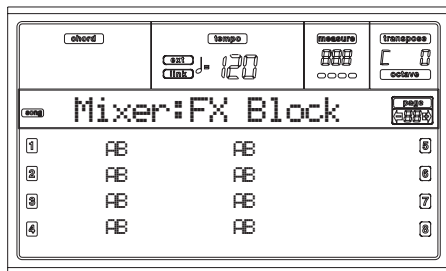 chord tempo measure transpose
ext
link
♩= 120 888 C 0
octave
song Mixer:FX Block page
88
1 AB AB 5
2 AB AB 6
3 AB AB 7
4 AB AB 8